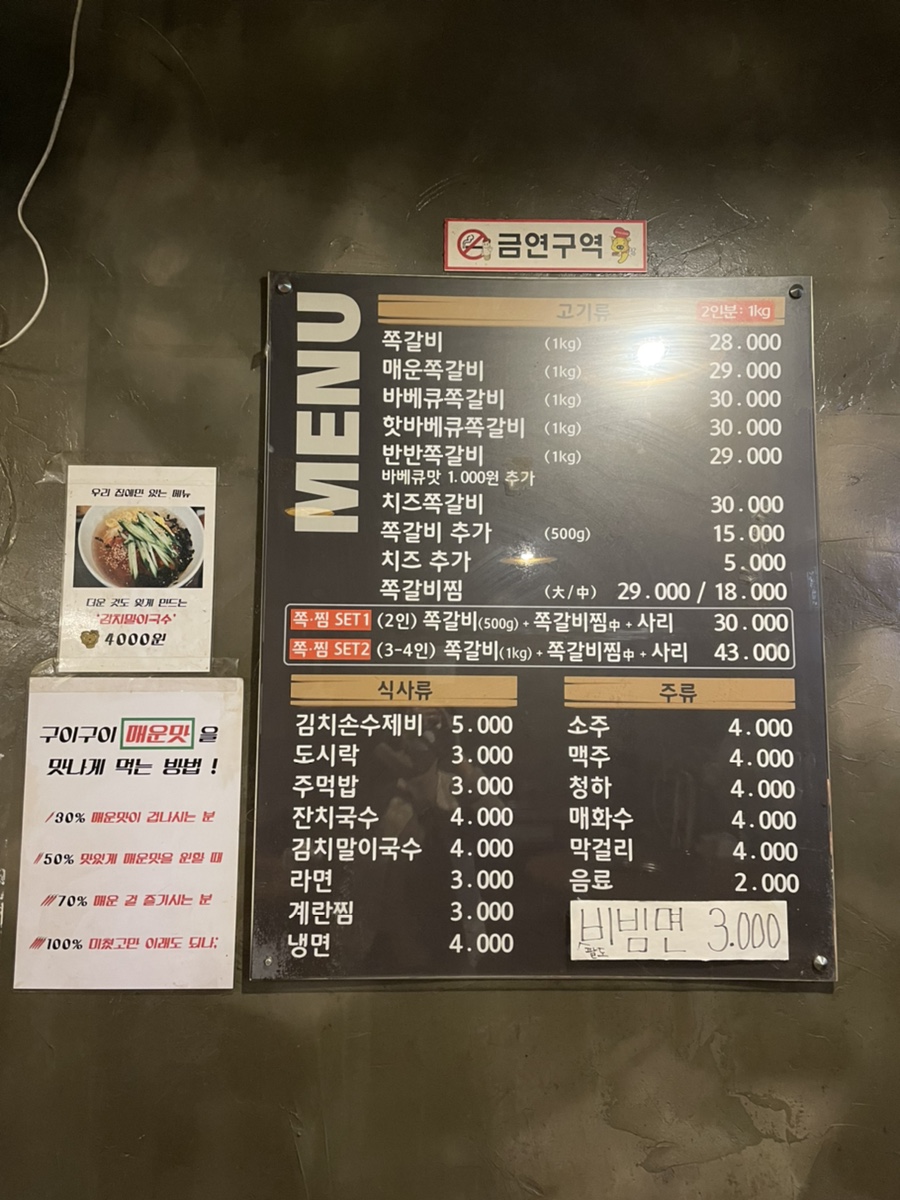 금연구역
MENU
고기류 2인분: 1kg
쪽갈비 (1kg) 28.000
매운쪽갈비 (1kg) 29.000
바베큐쪽갈비 (1kg) 30.000
핫바베큐쪽갈비 (1kg) 30.000
반반쪽갈비 (1kg) 29.000
바베큐맛 1.000원 추가
치즈쪽갈비 30.000
쪽갈비 추가 (500g) 15.000
치즈 추가 5.000
쪽갈비찜 (大/中) 29.000 / 18.000
쪽·찜 SET1 (2인) 쪽갈비(500g) + 쪽갈비찜中 + 사리 30.000
쪽·찜 SET2 (3-4인) 쪽갈비(1kg) + 쪽갈비찜中 + 사리 43.000
식사류
김치손수제비 5.000
도시락 3.000
주먹밥 3.000
잔치국수 4.000
김치말이국수 4.000
라면 3.000
계란찜 3.000
냉면 4.000
주류
소주 4.000
맥주 4.000
청하 4.000
매화수 4.000
막걸리 4.000
음료 2.000
비빔면 3.000
팔도
우리 집에만 있는 메뉴
더운 것도 잊게 만드는
"김치말이국수"
4000원
구이구이 매운맛을
맛나게 먹는 방법 !
/30% 매운맛이 겁나시는 분
//50% 맛있게 매운맛을 원할 때
///70% 매운 걸 즐기시는 분
////100% 미쳤고만 이래도 되나;